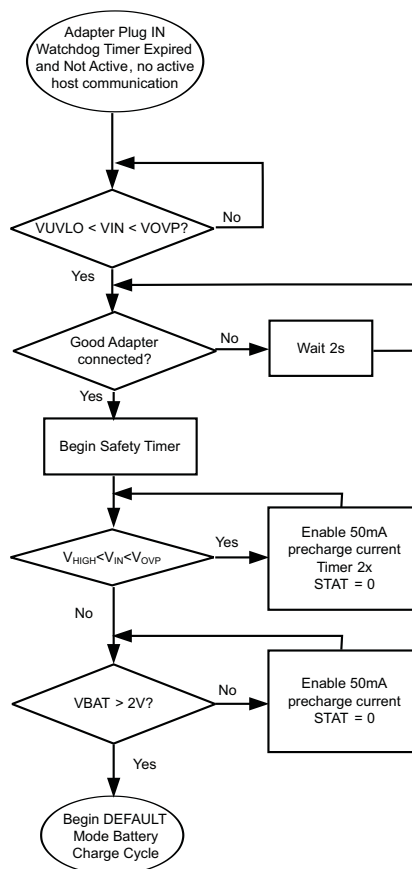 Adapter Plug IN
Watchdog Timer Expired
and Not Active, no active
host communication
VUVLO < VIN < VOVP?
No
Yes
Good Adapter
connected?
No
Wait 2s
Yes
Begin Safety Timer
VHIGH<VIN<VOVP
Yes
Enable 50mA
precharge current
Timer 2x
STAT = 0
No
VBAT > 2V?
No
Enable 50mA
precharge current
STAT = 0
Yes
Begin DEFAULT
Mode Battery
Charge Cycle